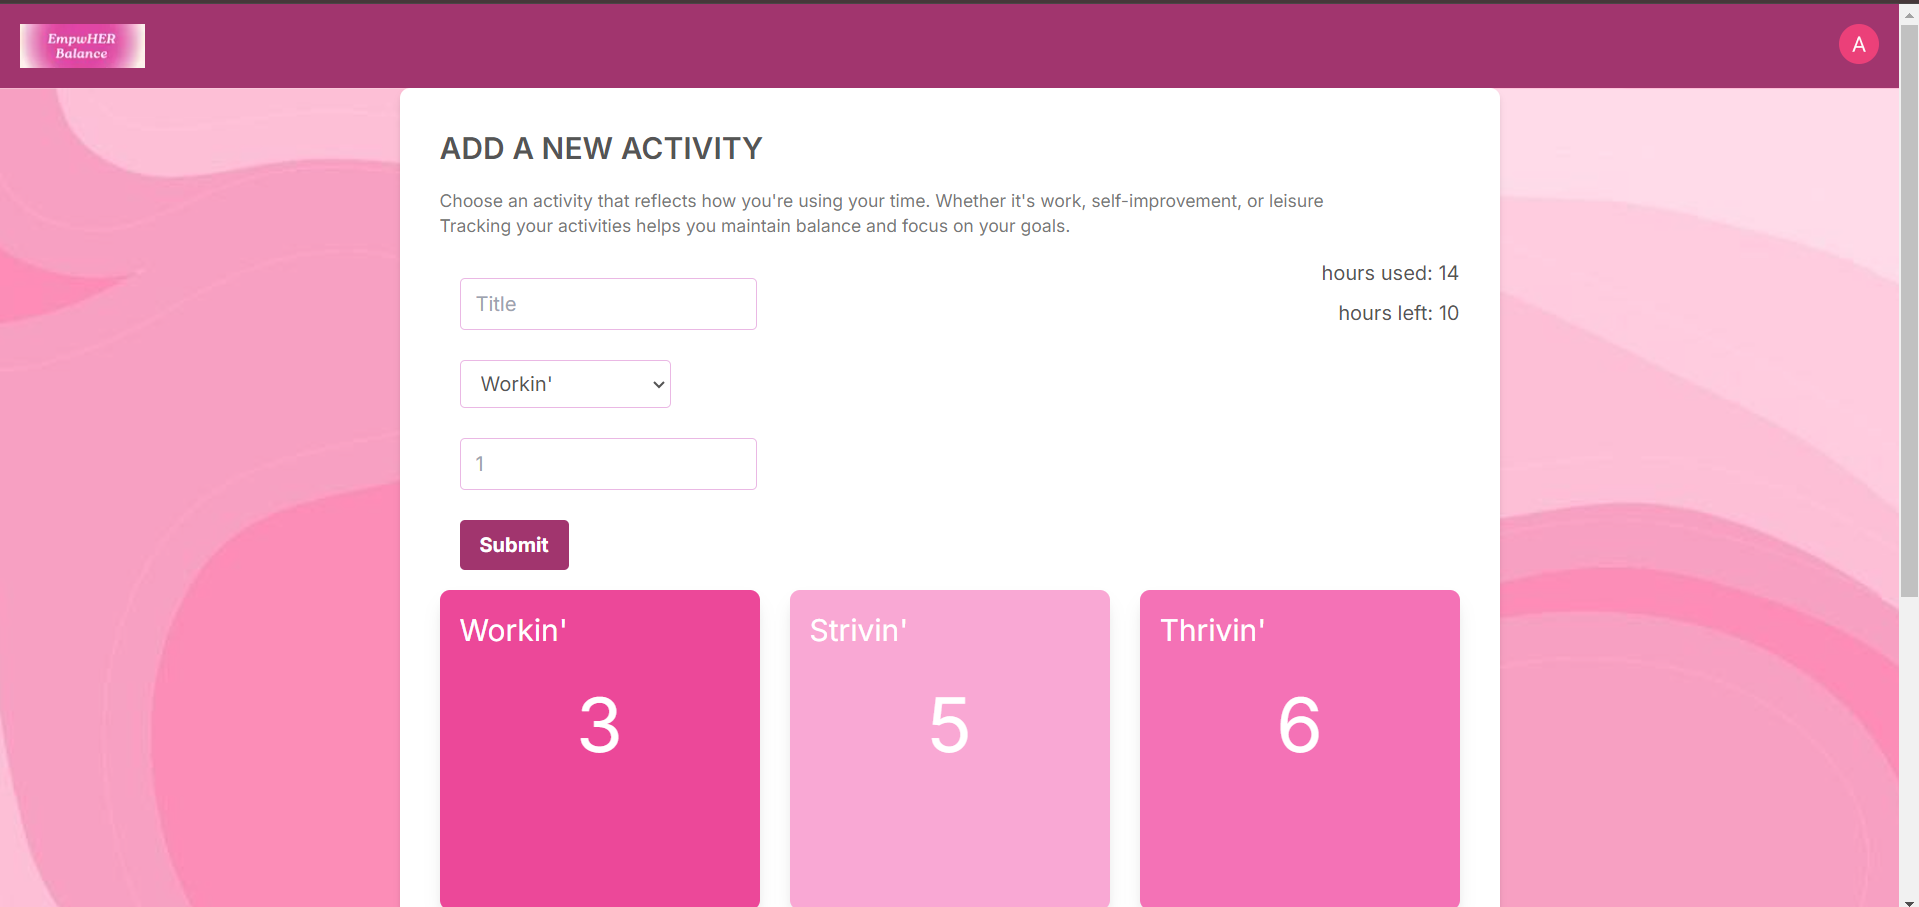 EmpwHER
Balance
A
ADD A NEW ACTIVITY
Choose an activity that reflects how you're using your time. Whether it's work, self-improvement, or leisure
Tracking your activities helps you maintain balance and focus on your goals.
hours used: 14
Title
hours left: 10
Workin'
1
Submit
Workin'
Strivin'
Thrivin'
3
5
6